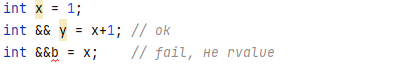 int x = 1;
int && y = x+1; // ok
int &&b = x;    // fail, не rvalue